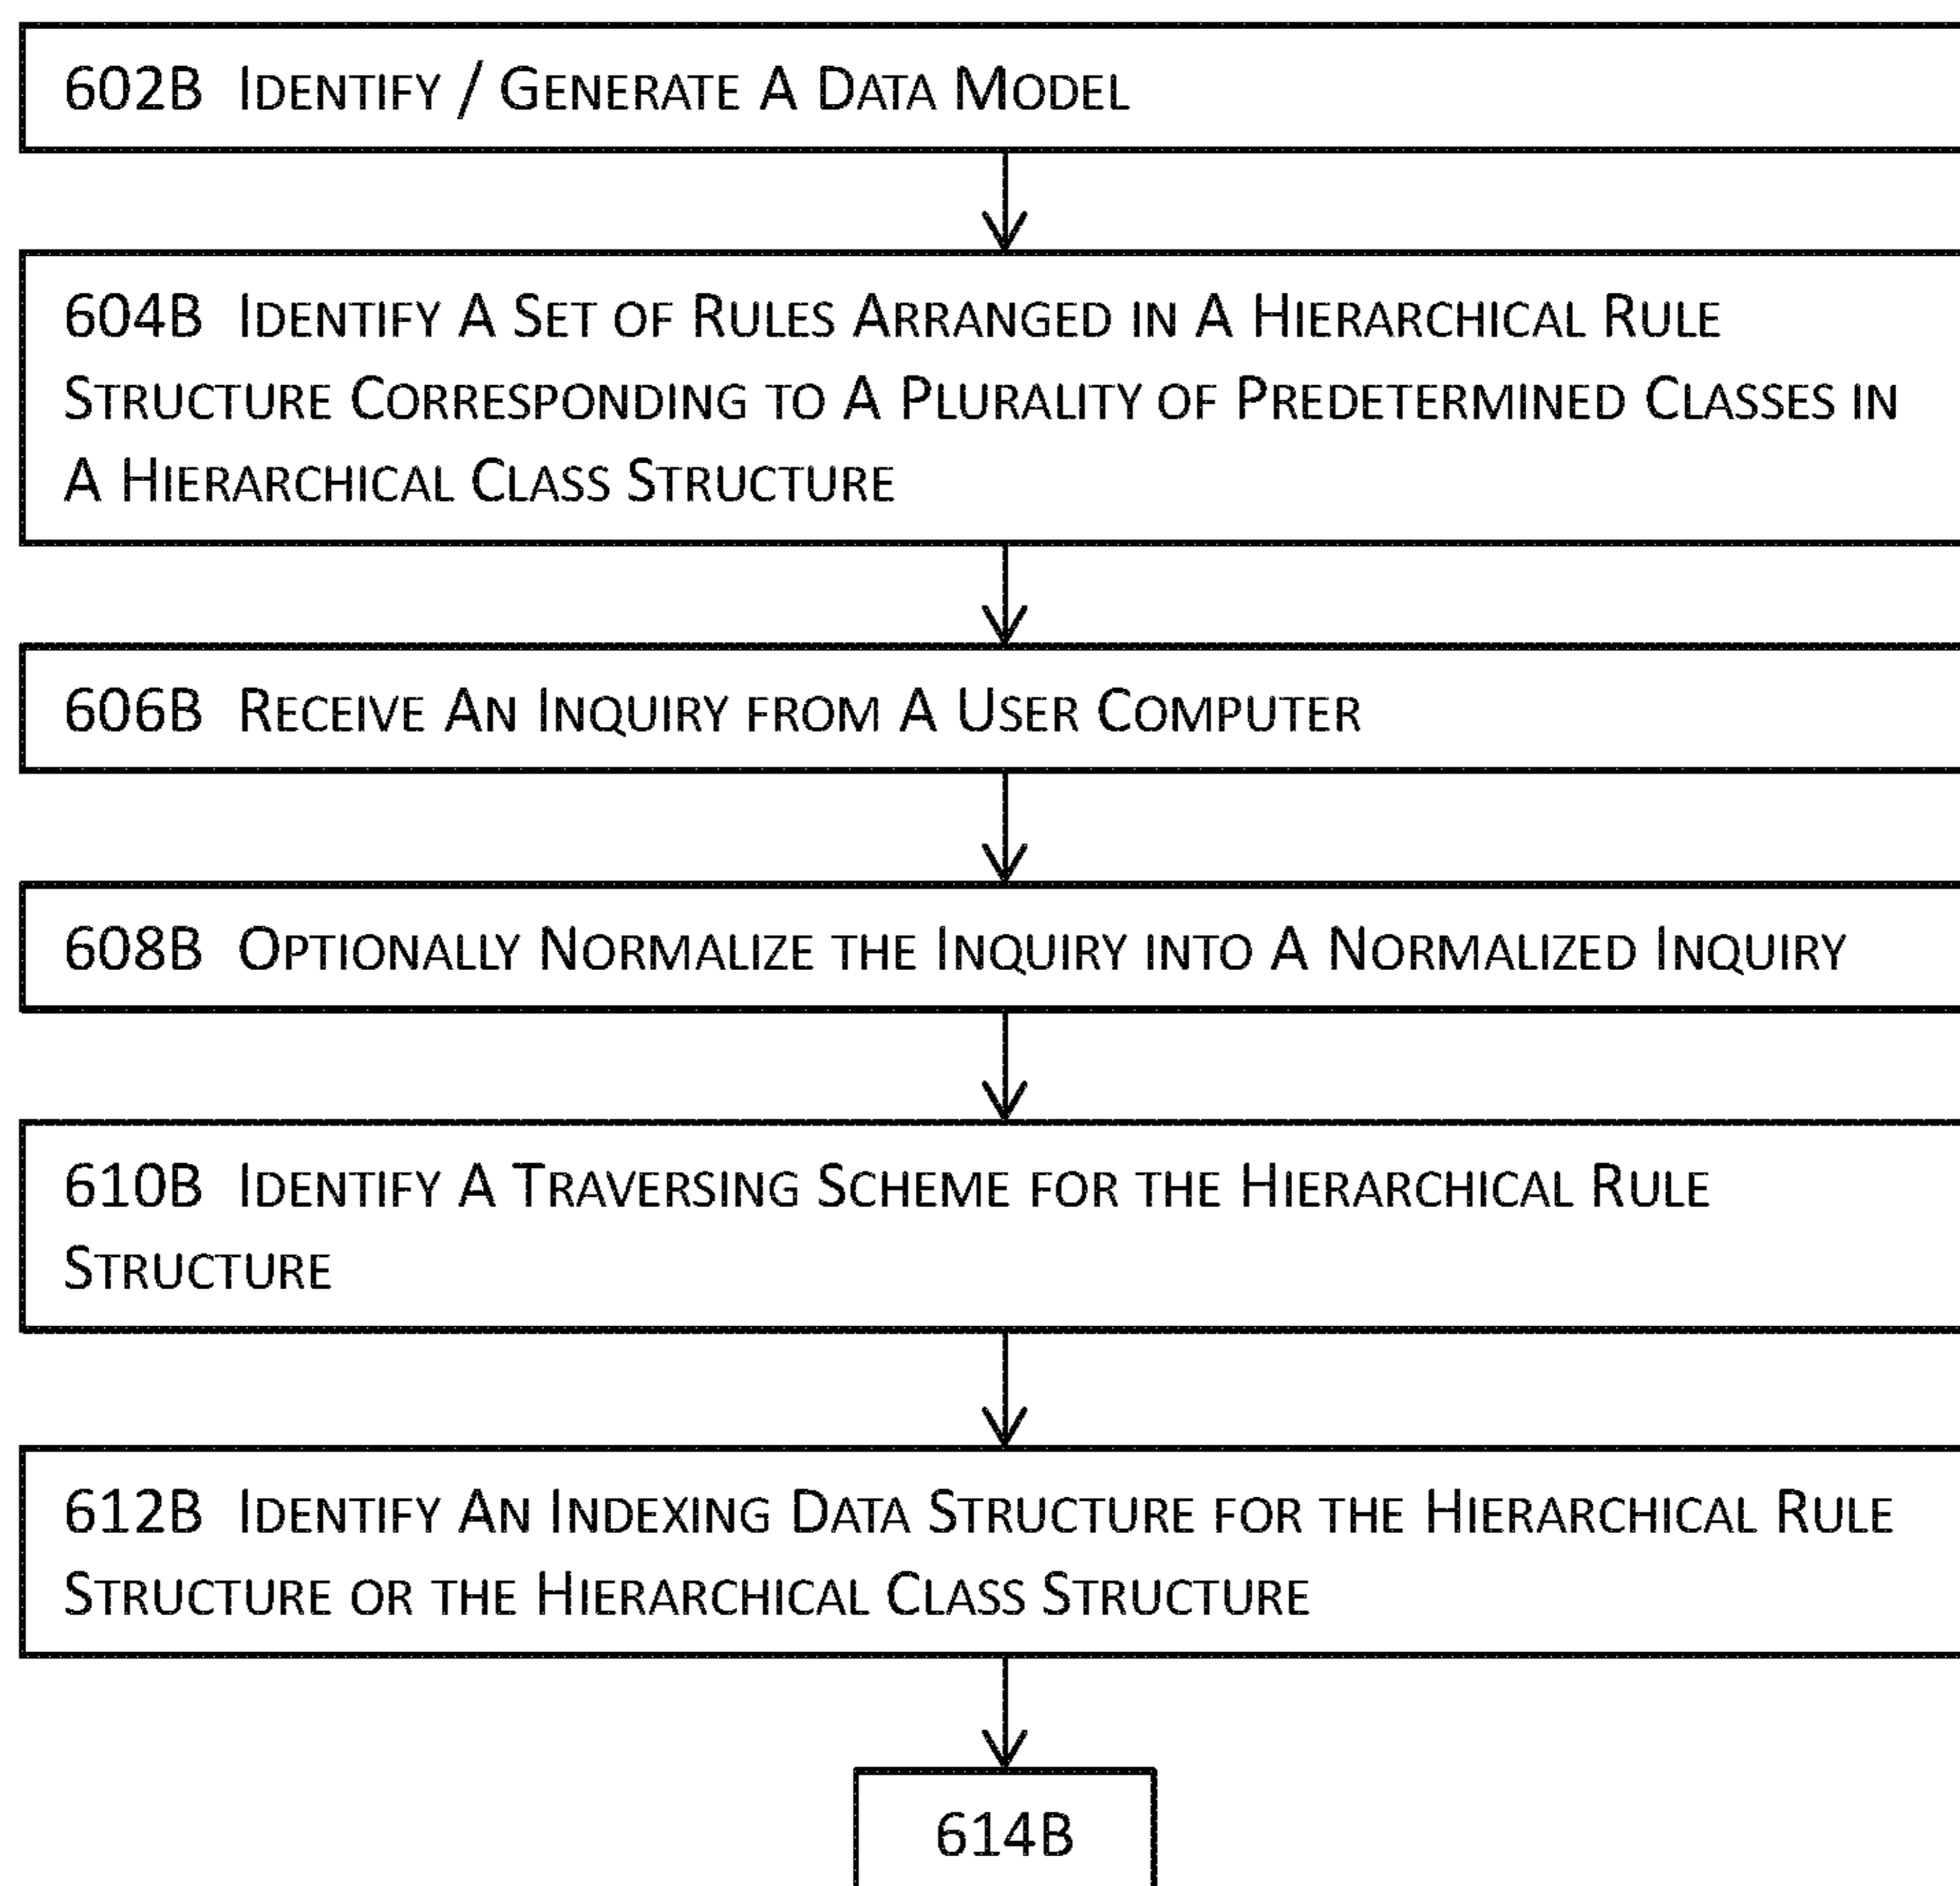 602B Identify / Generate A Data Model
604B Identify A Set of Rules Arranged in A Hierarchical Rule
Structure Corresponding to A Plurality of Predetermined Classes in
A Hierarchical Class Structure
606B Receive An Inquiry from A User Computer
608B Optionally Normalize the Inquiry into A Normalized Inquiry
610B Identify A Traversing Scheme for the Hierarchical Rule
Structure
612B Identify An Indexing Data Structure for the Hierarchical Rule
Structure or the Hierarchical Class Structure
614B